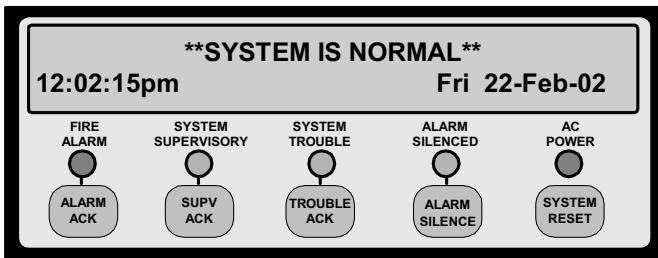 **SYSTEM IS NORMAL**
12:02:15pm Fri 22-Feb-02
FIRE ALARM SYSTEM SUPERVISORY SYSTEM TROUBLE ALARM SILENCED AC POWER
ALARM ACK SUPV ACK TROUBLE ACK ALARM SILENCE SYSTEM RESET